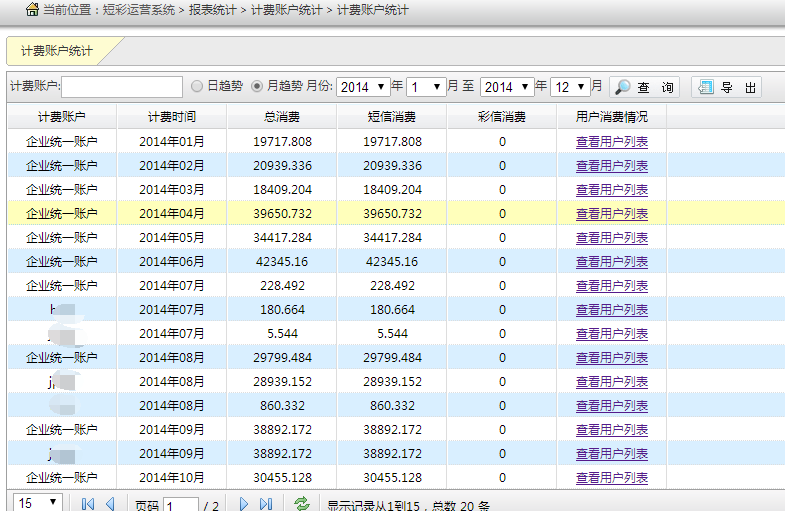 当前位置：短彩运营系统 > 报表统计 > 计费账户统计 > 计费账户统计
计费账户统计
计费账户: 日趋势 月趋势 月份: 2014 年 1 月 至 2014 年 12 月 查 询 导 出
计费账户 计费时间 总消费 短信消费 彩信消费 用户消费情况
企业统一账户 2014年01月 19717.808 19717.808 0 查看用户列表
企业统一账户 2014年02月 20939.336 20939.336 0 查看用户列表
企业统一账户 2014年03月 18409.204 18409.204 0 查看用户列表
企业统一账户 2014年04月 39650.732 39650.732 0 查看用户列表
企业统一账户 2014年05月 34417.284 34417.284 0 查看用户列表
企业统一账户 2014年06月 42345.16 42345.16 0 查看用户列表
企业统一账户 2014年07月 228.492 228.492 0 查看用户列表
2014年07月 180.664 180.664 0 查看用户列表
2014年07月 5.544 5.544 0 查看用户列表
企业统一账户 2014年08月 29799.484 29799.484 0 查看用户列表
2014年08月 28939.152 28939.152 0 查看用户列表
2014年08月 860.332 860.332 0 查看用户列表
企业统一账户 2014年09月 38892.172 38892.172 0 查看用户列表
2014年09月 38892.172 38892.172 0 查看用户列表
企业统一账户 2014年10月 30455.128 30455.128 0 查看用户列表
15 页码 1 / 2 显示记录从1到15，总数 20 条